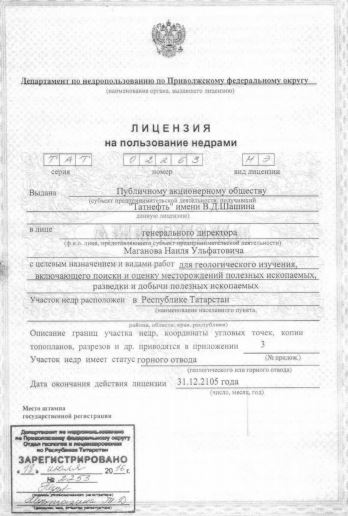 Департамент по недропользованию по Приволжскому федеральному округу
(наименование органа, выдавшего лицензию)
ЛИЦЕНЗИЯ
на пользование недрами
ТАТ 02263 НЭ
серия номер вид лицензии
Выдана Публичному акционерному обществу
(субъект предпринимательской деятельности, получивший
"Татнефть" имени В.Д.Шашина
данную лицензию)
в лице генерального директора
(ф.и.о. лица, представляющего субъект предпринимательской деятельности)
Маганова Наиля Ульфатовича
с целевым назначением и видами работ для геологического изучения,
включающего поиски и оценку месторождений полезных ископаемых,
разведки и добычи полезных ископаемых
Участок недр расположен в Республике Татарстан
(наименование населенного пункта,
района, области, края, республики)
Описание границ участка недр, координаты угловых точек, копии
топопланов, разрезов и др. приводятся в приложении 3
(№ прилож.)
Участок недр имеет статус горного отвода
(геологического или горного отвода)
Дата окончания действия лицензии 31.12.2105 года
(число, месяц, год)
Место штампа
государственной регистрации
Департамент по недропользованию
по Приволжскому федеральному округу
Отдел геологии и лицензирования
по Республике Татарстан
ЗАРЕГИСТРИРОВАНО
июля 2016 г.
№ 2253